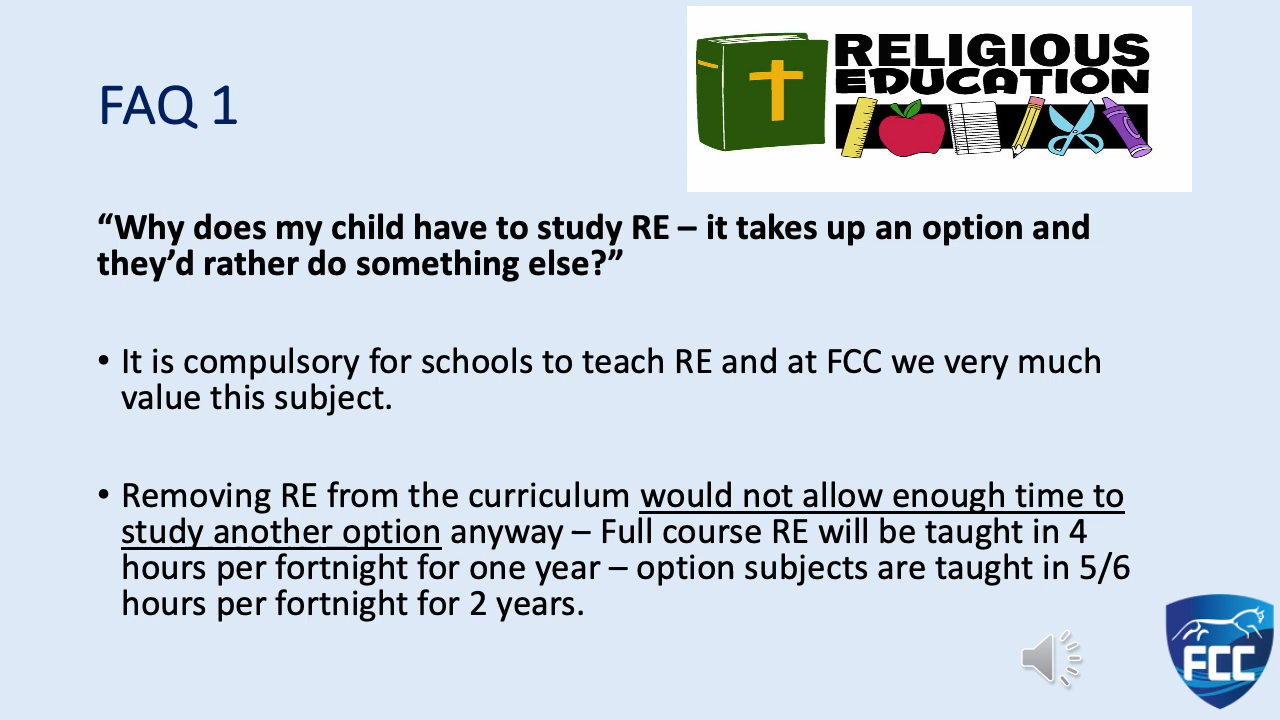 RELIGIOUS
EDUCATION
FAQ 1
“Why does my child have to study RE – it takes up an option and
they’d rather do something else?”
• It is compulsory for schools to teach RE and at FCC we very much
value this subject.
• Removing RE from the curriculum would not allow enough time to
study another option anyway – Full course RE will be taught in 4
hours per fortnight for one year – option subjects are taught in 5/6
hours per fortnight for 2 years.
FCC